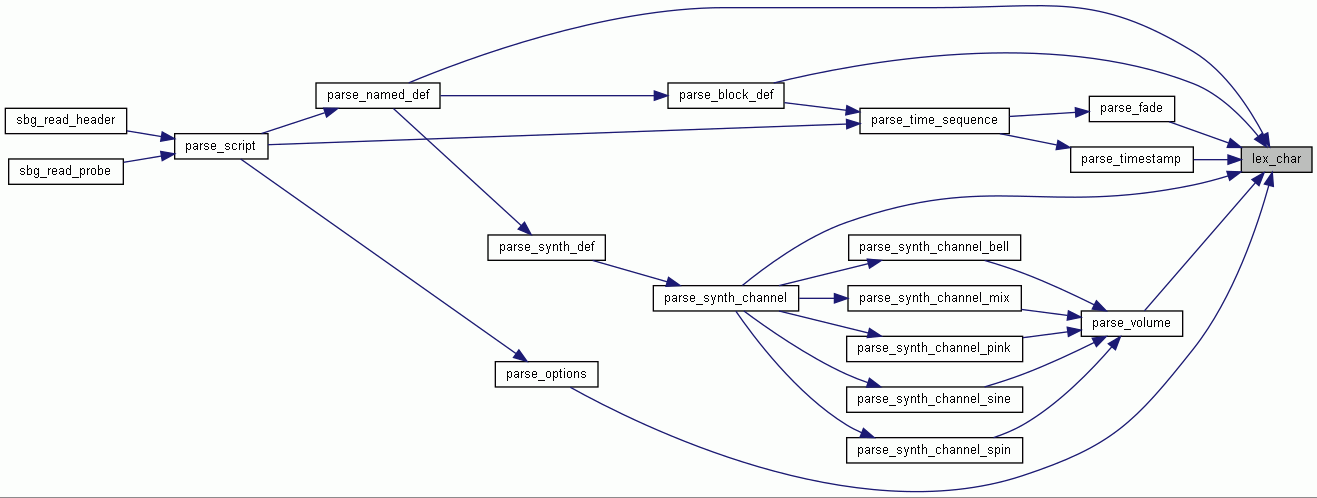 parse_named_def
parse_block_def
parse_fade
sbg_read_header
parse_time_sequence
parse_script
parse_timestamp
lex_char
sbg_read_probe
parse_synth_def
parse_synth_channel_bell
parse_synth_channel
parse_synth_channel_mix
parse_volume
parse_synth_channel_pink
parse_options
parse_synth_channel_sine
parse_synth_channel_spin